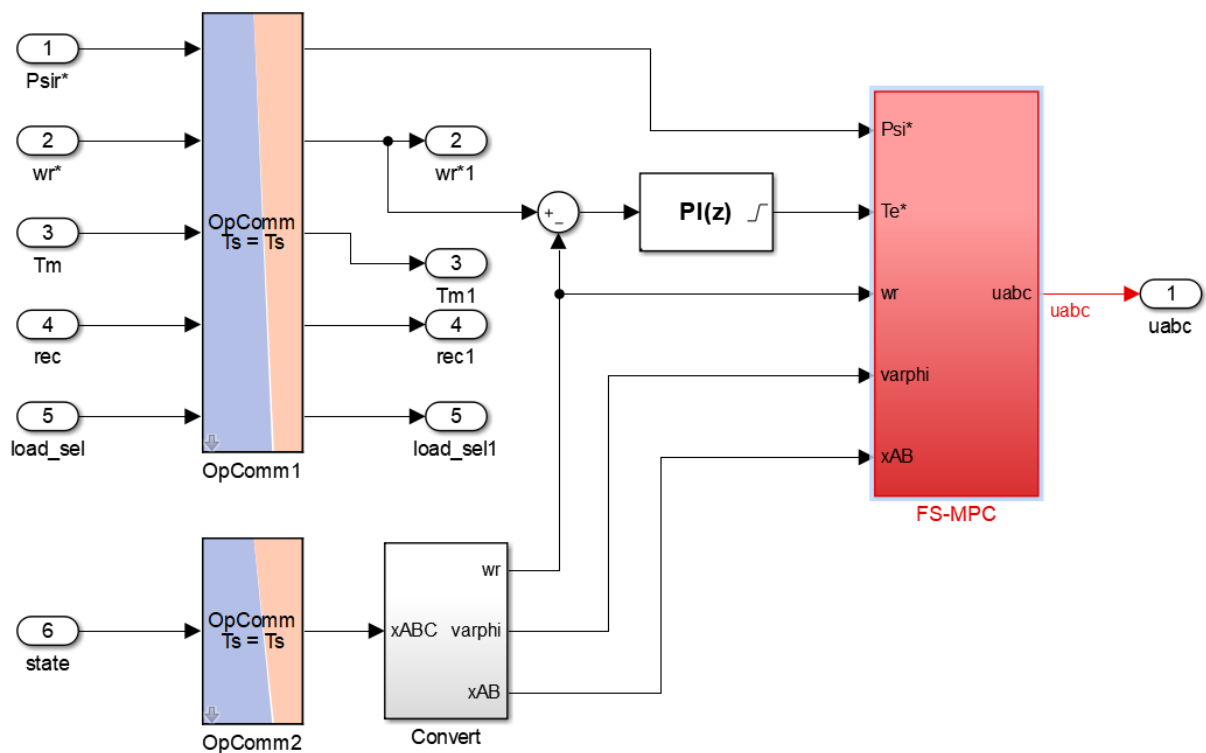 1
Psir*
2
wr*
3
Tm
4
rec
5
load_sel
OpComm
Ts = Ts
OpComm1
2
wr*1
3
Tm1
4
rec1
5
load_sel1
+
-
PI(z)
Psi*
Te*
wr
varphi
xAB
uabc
FS-MPC
uabc
1
uabc
6
state
OpComm
Ts = Ts
OpComm2
xABC
wr
varphi
xAB
Convert